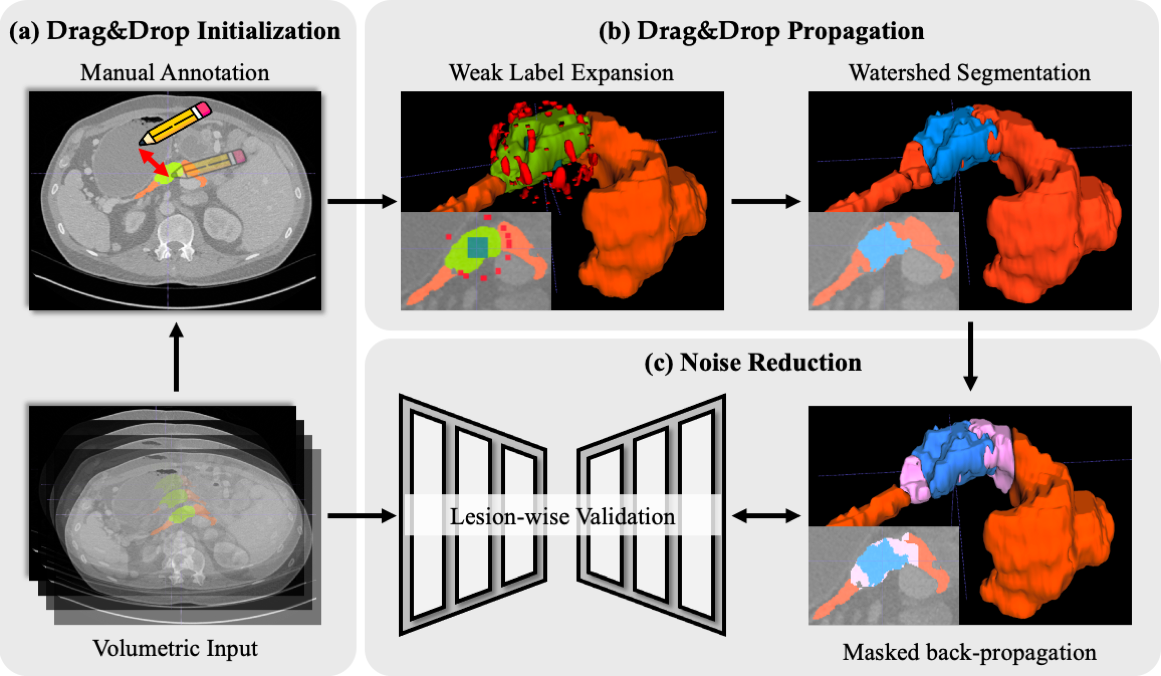 (a) Drag&Drop Initialization
Manual Annotation
Volumetric Input
(b) Drag&Drop Propagation
Weak Label Expansion
Watershed Segmentation
(c) Noise Reduction
Lesion-wise Validation
Masked back-propagation